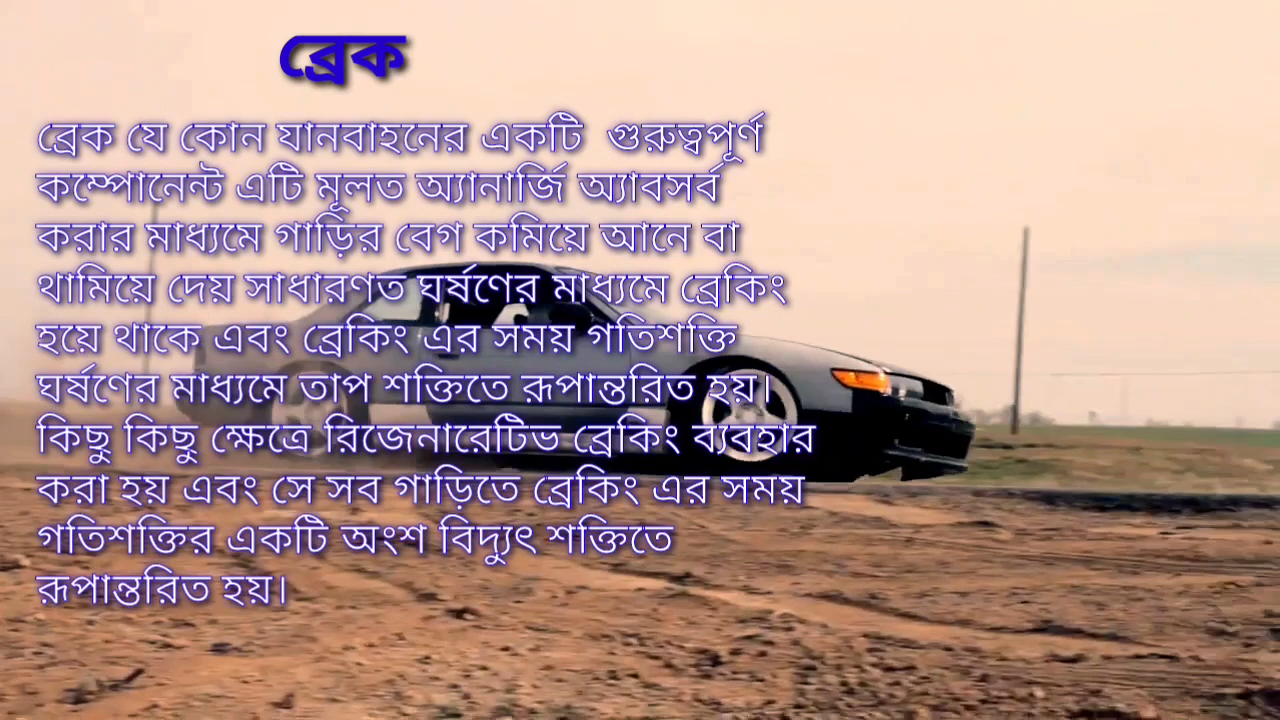 ব্রেক
ব্রেক যে কোন যানবাহনের একটি  গুরুত্বপূর্ণ
কম্পোনেন্ট এটি মূলত অ্যানার্জি অ্যাবসর্ব
করার মাধ্যমে গাড়ির বেগ কমিয়ে আনে বা
থামিয়ে দেয় সাধারণত ঘর্ষণের মাধ্যমে ব্রেকিং
হয়ে থাকে এবং ব্রেকিং এর সময় গতিশক্তি
ঘর্ষণের মাধ্যমে তাপ শক্তিতে রূপান্তরিত হয়।
কিছু কিছু ক্ষেত্রে রিজেনারেটিভ ব্রেকিং ব্যবহার
করা হয় এবং সে সব গাড়িতে ব্রেকিং এর সময়
গতিশক্তির একটি অংশ বিদ্যুৎ শক্তিতে
রূপান্তরিত হয়।